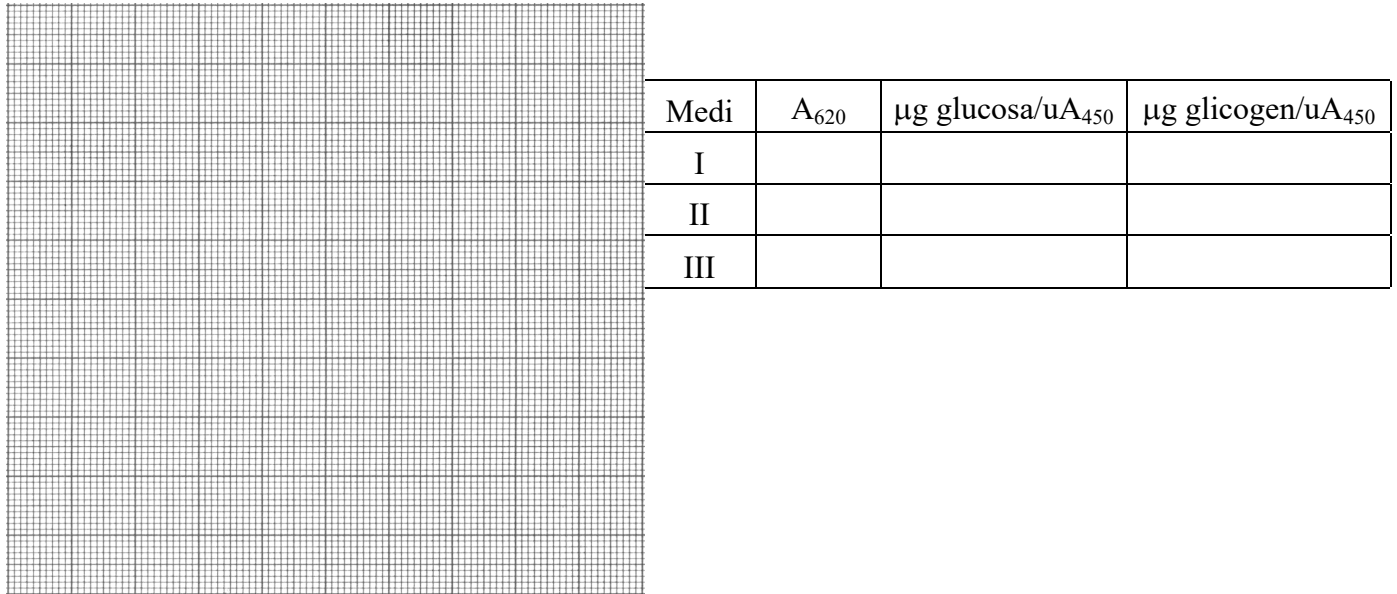 Medi A₆₂₀ μg glucosa/uA₄₅₀ μg glicogen/uA₄₅₀
I
II
III